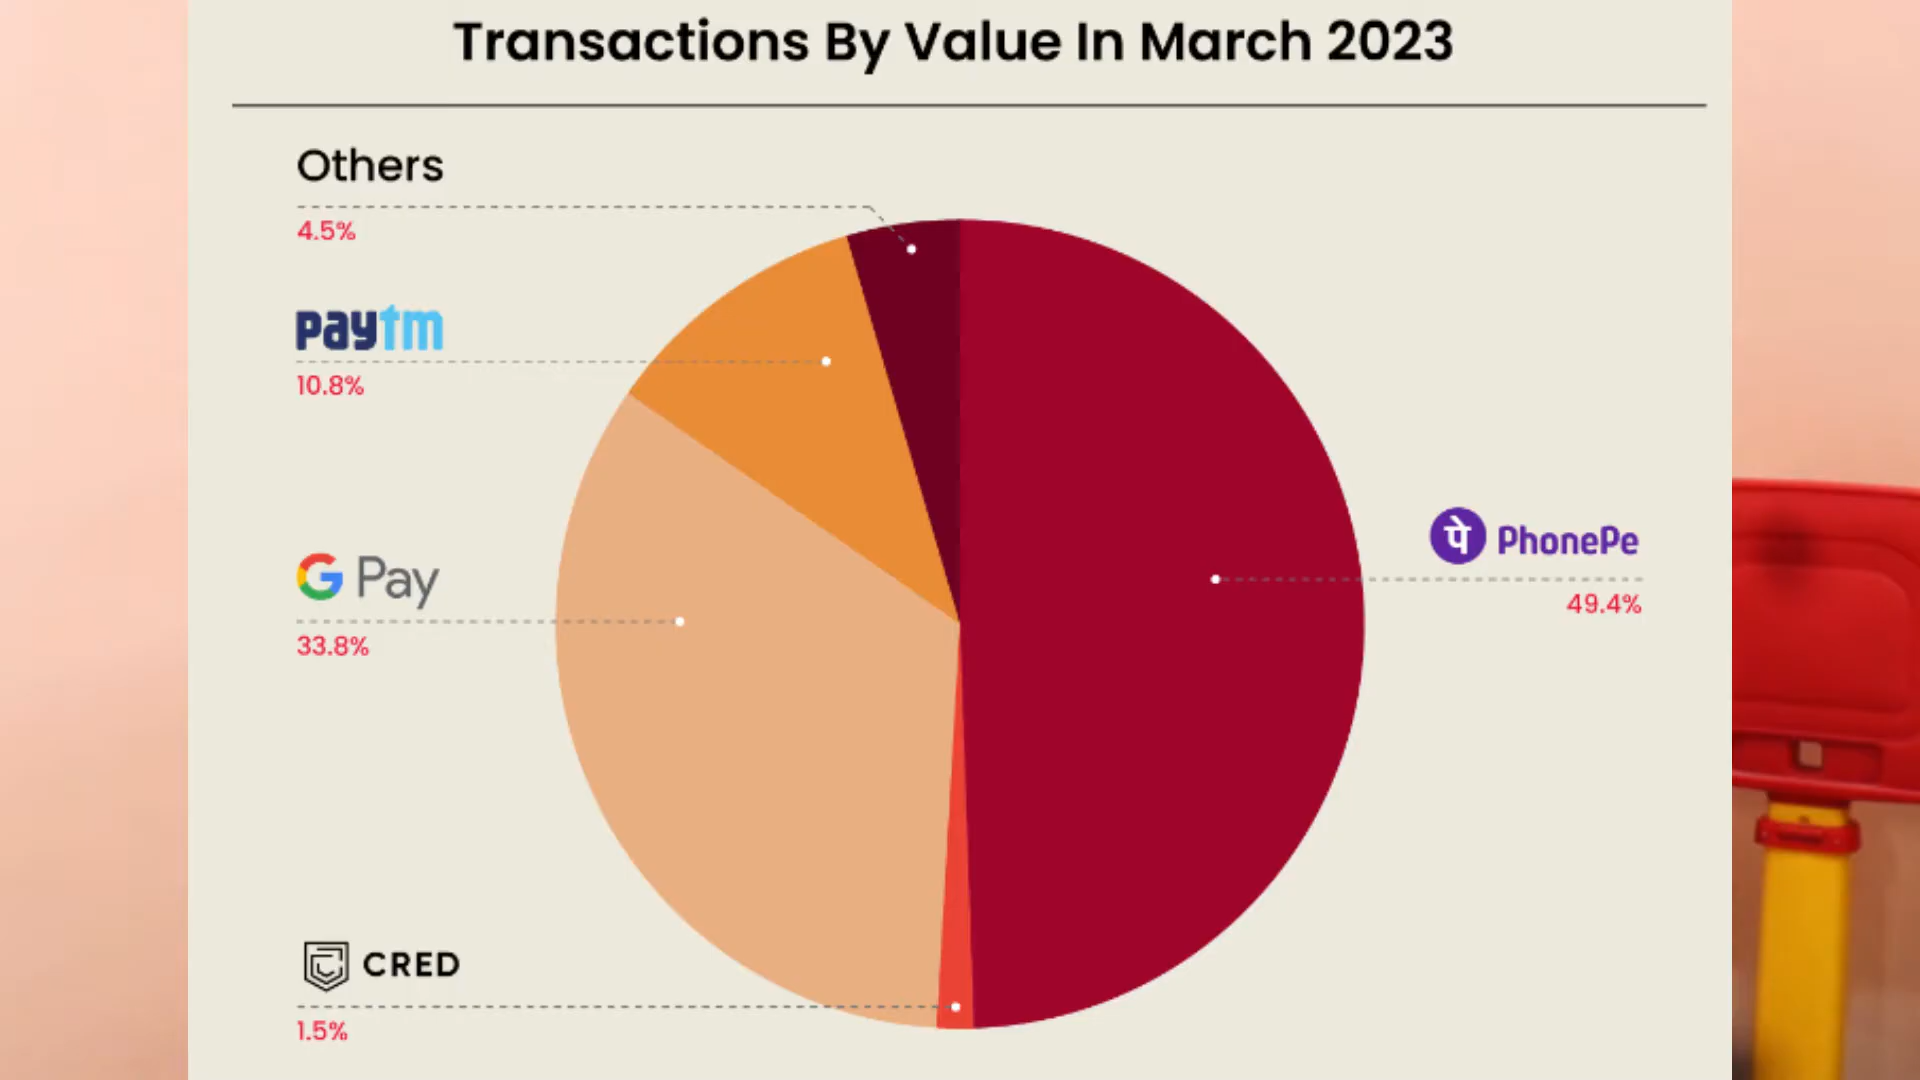 Transactions By Value In March 2023
Others
4.5%
paytm
10.8%
G Pay
33.8%
CRED
1.5%
पे PhonePe
49.4%